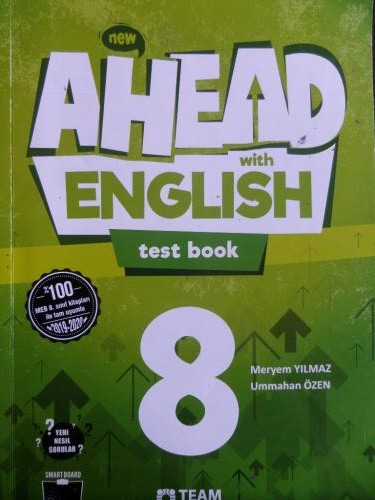 new
AHEAD
with
ENGLISH
test book
%100
MEB 8. sınıf kitapları
ile tam uyumlu
2019-2020
8
Meryem YILMAZ
Ummahan ÖZEN
YENİ
NESİL
SORULAR
SMART BOARD
TEAM